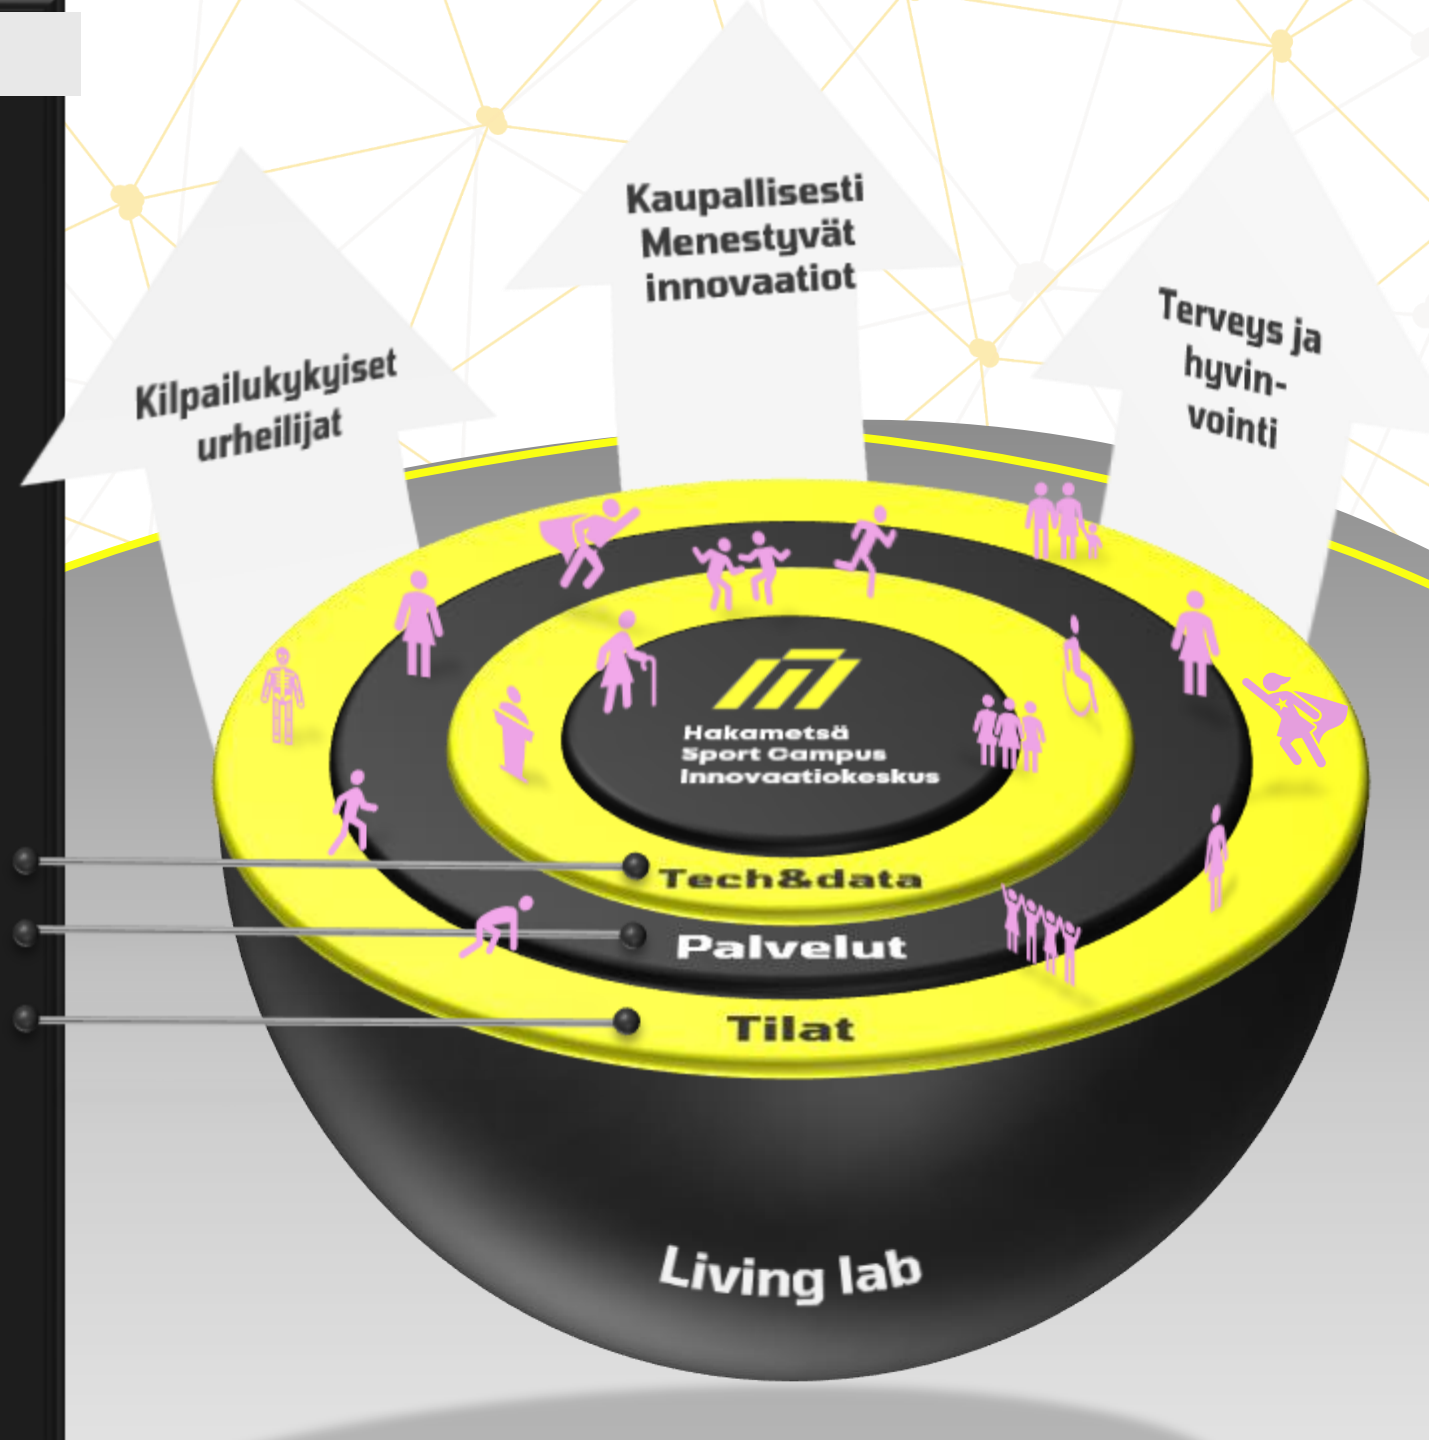 Kaupallisesti
Menestyvät
innovaatiot
Kilpailukykyiset
urheilijat
Terveys ja
hyvin-
vointi
Hakametsä
Sport Campus
Innovaatiokeskus
Tech&data
Palvelut
Tilat
Living lab